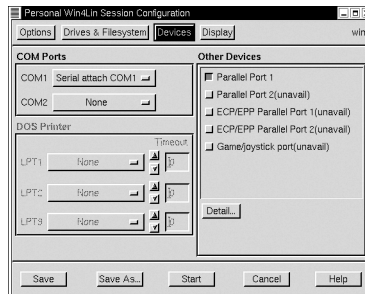 Personal Win4Lin Session Configuration
Options Drives & Filesystem Devices Display win
COM Ports
COM1 Serial attach COM1
COM2 None
DOS Printer
Timeout
LPT1 None
LPT2 None
LPT3 None
Other Devices
Parallel Port 1
Parallel Port 2(unavail)
ECP/EPP Parallel Port 1(unavail)
ECP/EPP Parallel Port 2(unavail)
Game/joystick port(unavail)
Detail...
Save Save As... Start Cancel Help